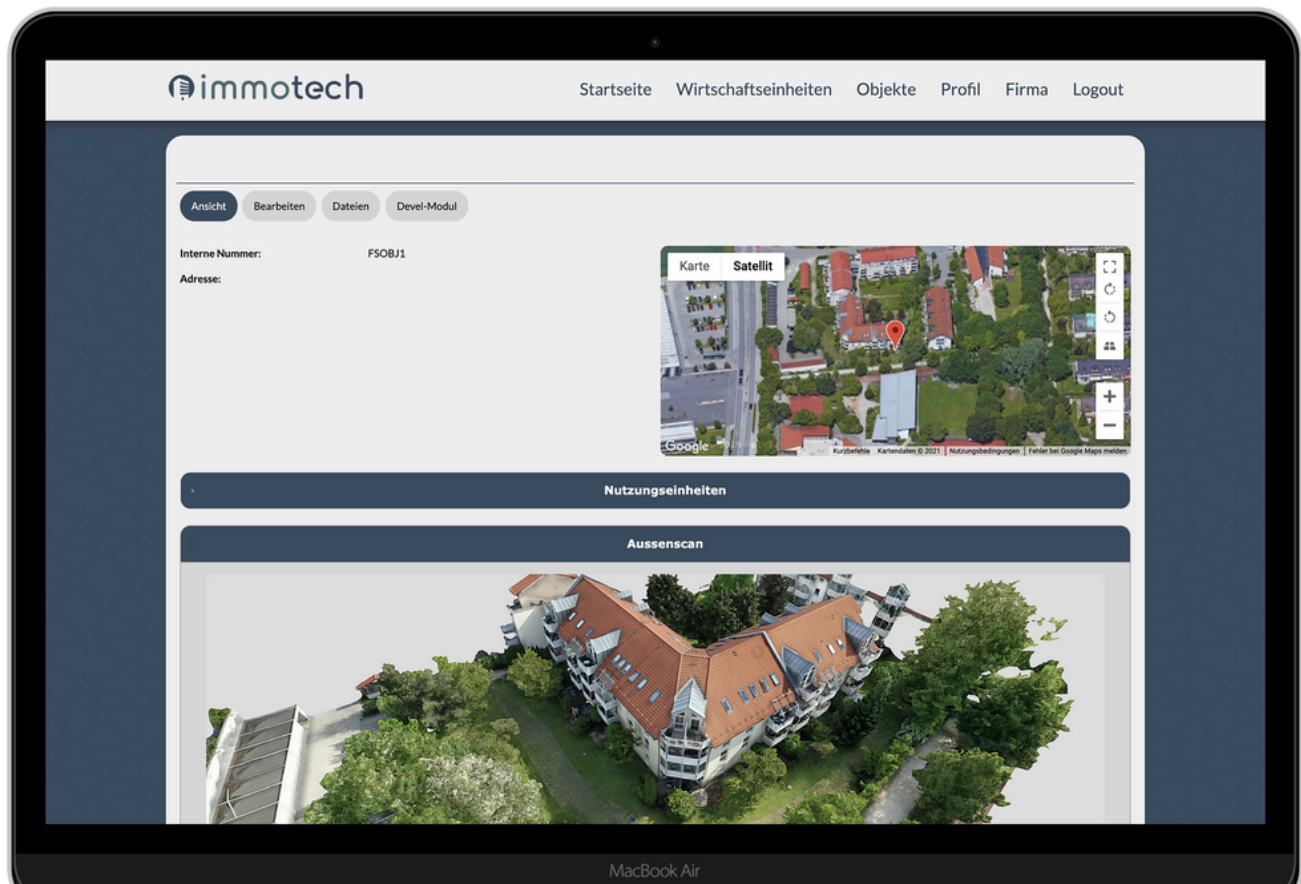 immotech
Startseite Wirtschaftseinheiten Objekte Profil Firma Logout
Ansicht Bearbeiten Dateien Devel-Modul
Interne Nummer: FSOBJ1
Adresse:
Karte Satellit
Google
Kurzbefehle Kartendaten © 2021 Nutzungsbedingungen Fehler bei Google Maps melden
Nutzungseinheiten
Aussenscan
MacBook Air